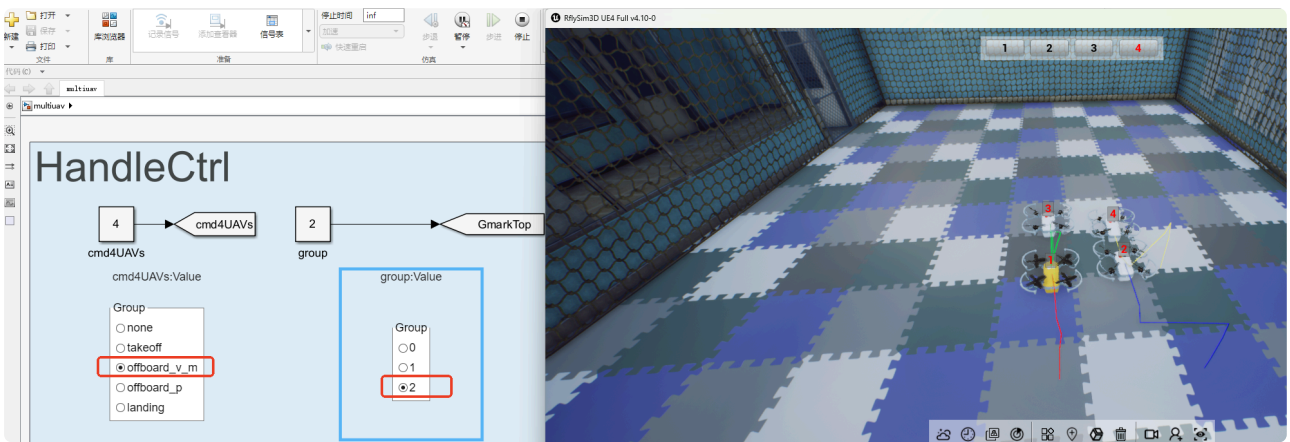 新建
打开
保存
打印
文件
库浏览器
库
记录信号
添加查看器
信号表
准备
停止时间 inf
加速
快速重启
步退
暂停
步进
停止
仿真
代码
multiuav
multiuav
HandleCtrl
4
cmd4UAVs
cmd4UAVs
2
GmarkTop
group
cmd4UAVs:Value
group:Value
Group
none
takeoff
offboard_v_m
offboard_p
landing
Group
0
1
2
RflySim3D UE4 Full v4.10-0
1 2 3 4
3
4
2
1